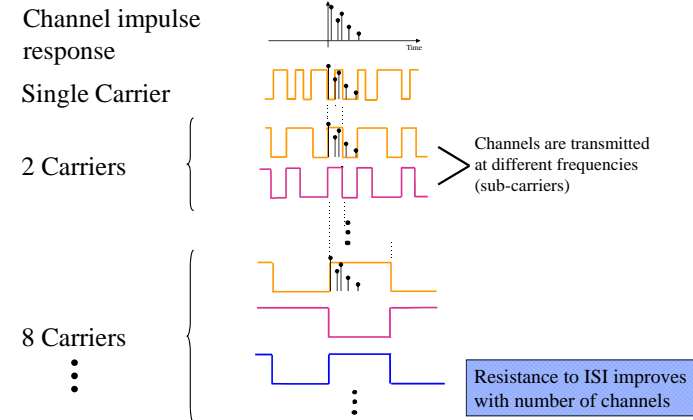 Channel impulse
response
Time
Single Carrier
2 Carriers
Channels are transmitted
at different frequencies
(sub-carriers)
8 Carriers
Resistance to ISI improves
with number of channels